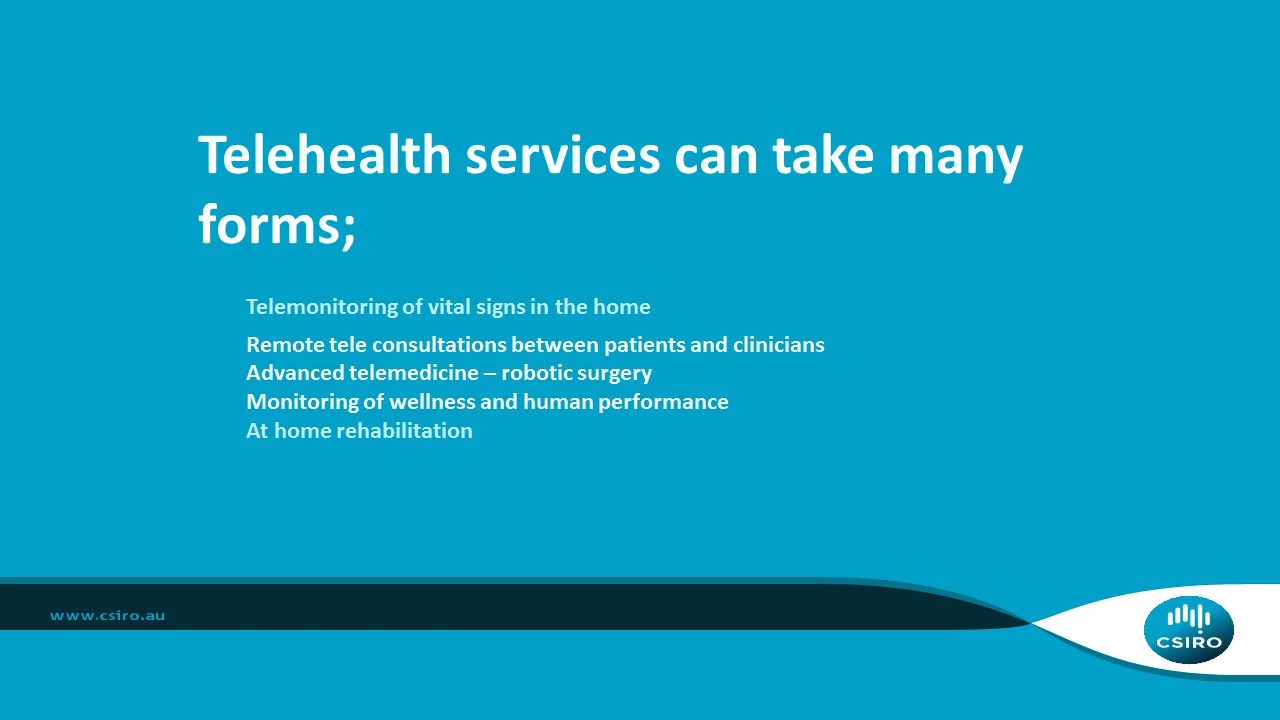 Telehealth services can take many
forms;
Telemonitoring of vital signs in the home
Remote tele consultations between patients and clinicians
Advanced telemedicine – robotic surgery
Monitoring of wellness and human performance
At home rehabilitation
www.csiro.au
CSIRO